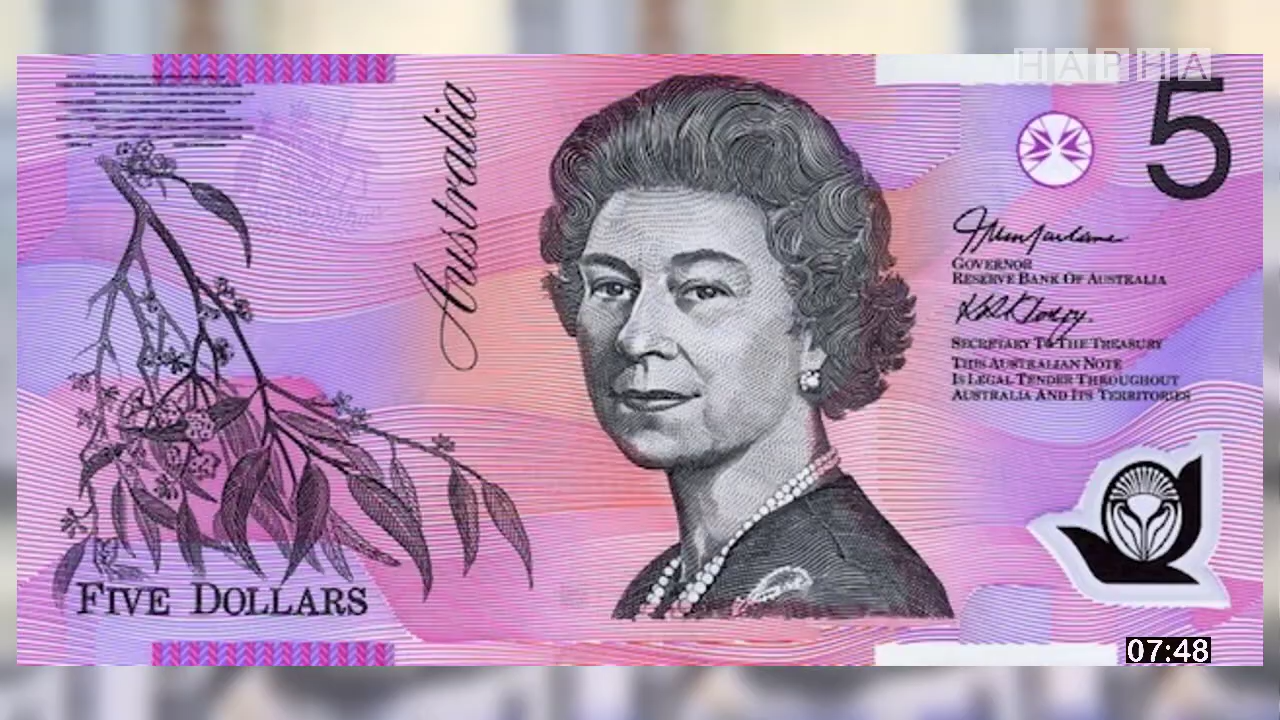 НАРНА
Australia
5
GOVERNOR
RESERVE BANK OF AUSTRALIA
SECRETARY TO THE TREASURY
THIS AUSTRALIAN NOTE
IS LEGAL TENDER THROUGHOUT
AUSTRALIA AND ITS TERRITORIES
FIVE DOLLARS
07:48